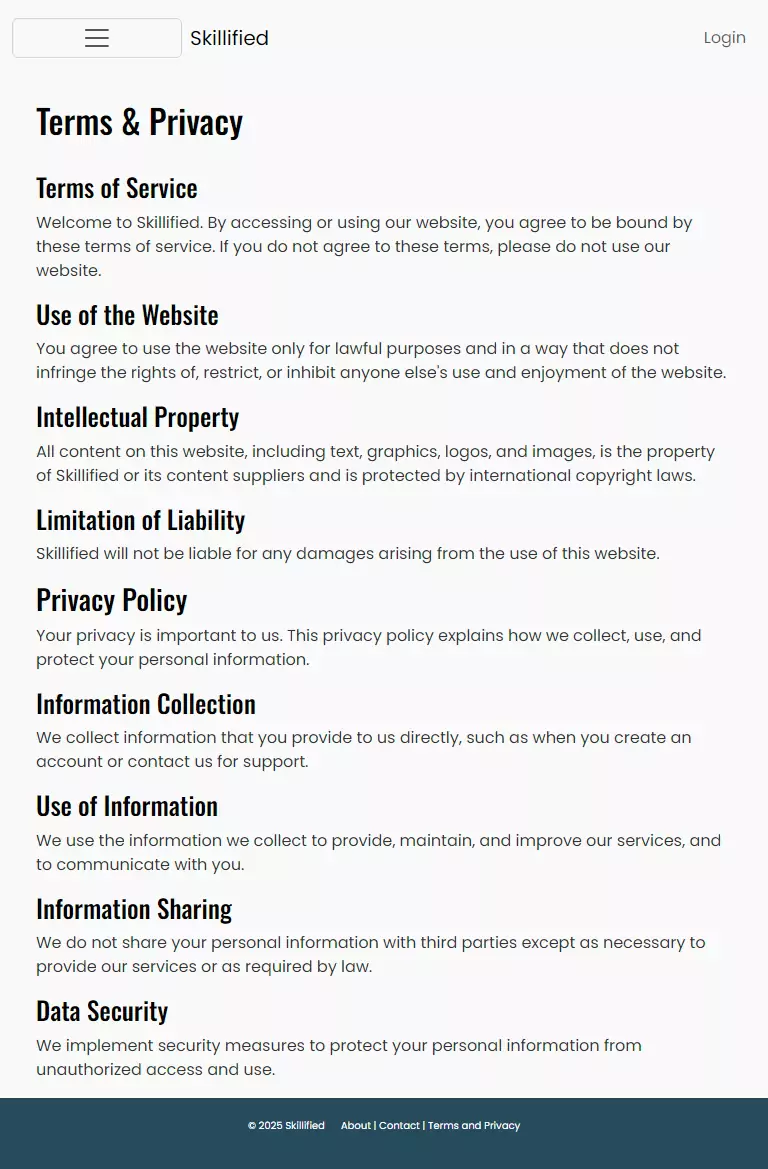 Skillified
Login
Terms & Privacy
Terms of Service
Welcome to Skillified. By accessing or using our website, you agree to be bound by
these terms of service. If you do not agree to these terms, please do not use our
website.
Use of the Website
You agree to use the website only for lawful purposes and in a way that does not
infringe the rights of, restrict, or inhibit anyone else's use and enjoyment of the website.
Intellectual Property
All content on this website, including text, graphics, logos, and images, is the property
of Skillified or its content suppliers and is protected by international copyright laws.
Limitation of Liability
Skillified will not be liable for any damages arising from the use of this website.
Privacy Policy
Your privacy is important to us. This privacy policy explains how we collect, use, and
protect your personal information.
Information Collection
We collect information that you provide to us directly, such as when you create an
account or contact us for support.
Use of Information
We use the information we collect to provide, maintain, and improve our services, and
to communicate with you.
Information Sharing
We do not share your personal information with third parties except as necessary to
provide our services or as required by law.
Data Security
We implement security measures to protect your personal information from
unauthorized access and use.
© 2025 Skillified About | Contact | Terms and Privacy